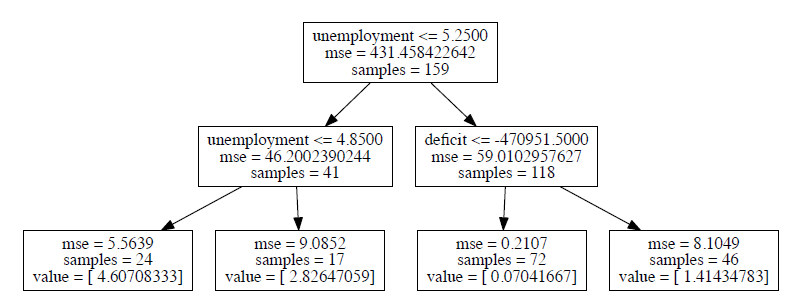 unemployment <= 5.2500
mse = 431.458422642
samples = 159
unemployment <= 4.8500
mse = 46.2002390244
samples = 41
deficit <= -470951.5000
mse = 59.0102957627
samples = 118
mse = 5.5639
samples = 24
value = [ 4.60708333]
mse = 9.0852
samples = 17
value = [ 2.82647059]
mse = 0.2107
samples = 72
value = [ 0.07041667]
mse = 8.1049
samples = 46
value = [ 1.41434783]